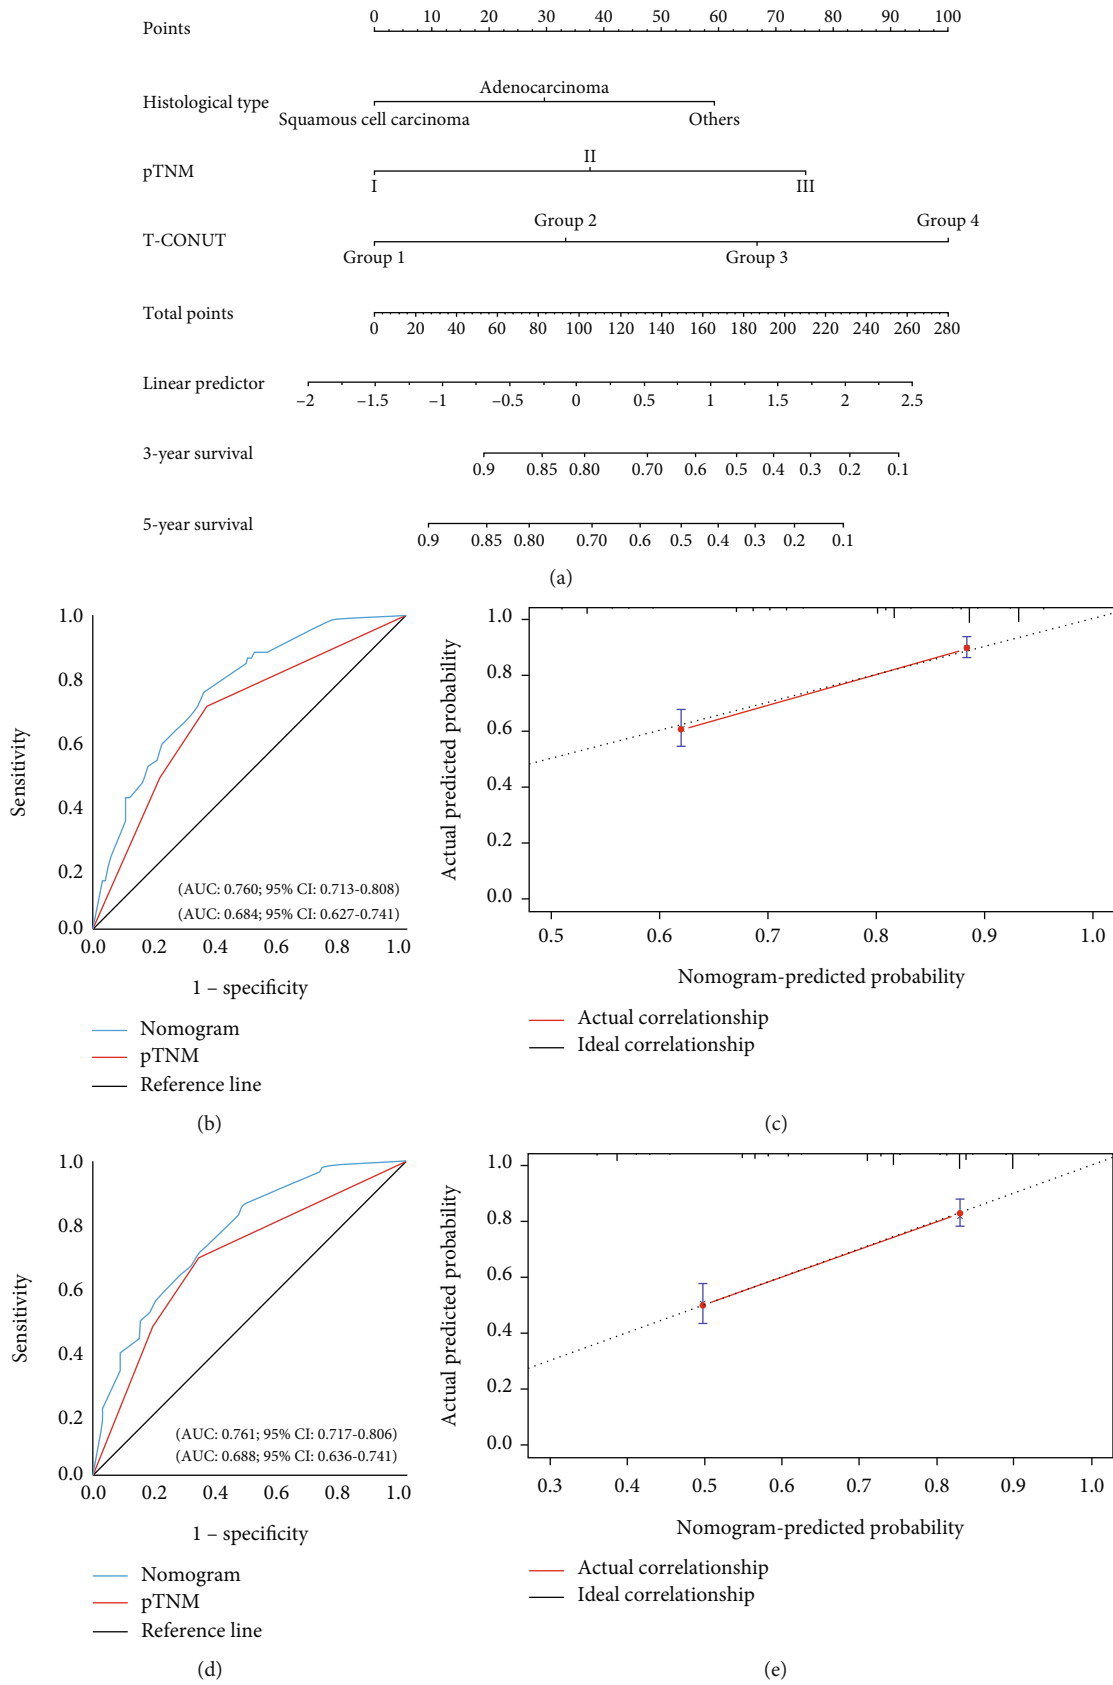 Points
0 10 20 30 40 50 60 70 80 90 100
Adenocarcinoma
Histological type
Squamous cell carcinoma Others
II
pTNM
I III
Group 2 Group 4
T-CONUT
Group 1 Group 3
Total points
0 20 40 60 80 100 120 140 160 180 200 220 240 260 280
Linear predictor
–2 –1.5 –1 –0.5 0 0.5 1 1.5 2 2.5
3-year survival
0.9 0.85 0.80 0.70 0.6 0.5 0.4 0.3 0.2 0.1
5-year survival
0.9 0.85 0.80 0.70 0.6 0.5 0.4 0.3 0.2 0.1
(a)
1.0
0.8
0.6
0.4
0.2
0.0
Sensitivity
(AUC: 0.760; 95% CI: 0.713-0.808)
(AUC: 0.684; 95% CI: 0.627-0.741)
0.0 0.2 0.4 0.6 0.8 1.0
1 – specificity
Nomogram
pTNM
Reference line
(b)
1.0
0.8
0.6
0.4
0.2
0.0
Actual predicted probability
0.5 0.6 0.7 0.8 0.9 1.0
Nomogram-predicted probability
Actual correlationship
Ideal correlationship
(c)
1.0
0.8
0.6
0.4
0.2
0.0
Sensitivity
(AUC: 0.761; 95% CI: 0.717-0.806)
(AUC: 0.688; 95% CI: 0.636-0.741)
0.0 0.2 0.4 0.6 0.8 1.0
1 – specificity
Nomogram
pTNM
Reference line
(d)
1.0
0.8
0.6
0.4
0.2
0.0
Actual predicted probability
0.3 0.4 0.5 0.6 0.7 0.8 0.9 1.0
Nomogram-predicted probability
Actual correlationship
Ideal correlationship
(e)